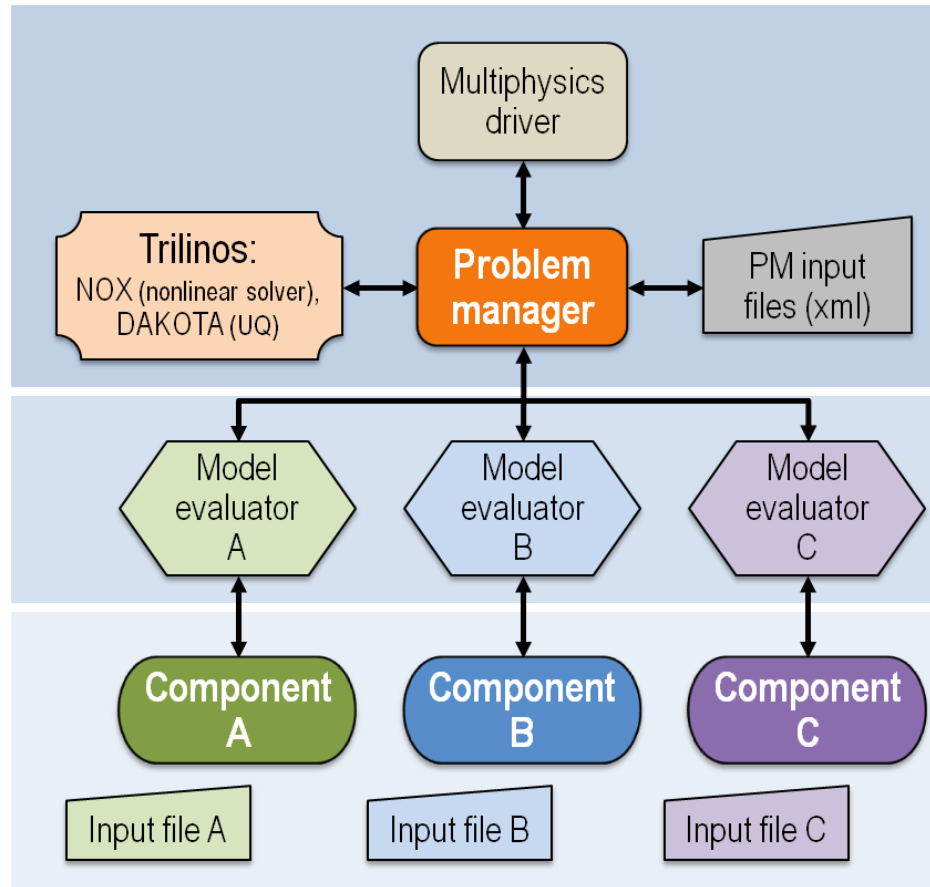 Multiphysics
driver
Trilinos:
NOX (nonlinear solver),
DAKOTA (UQ)
Problem
manager
PM input
files (xml)
Model
evaluator
A
Model
evaluator
B
Model
evaluator
C
Component
A
Component
B
Component
C
Input file A
Input file B
Input file C